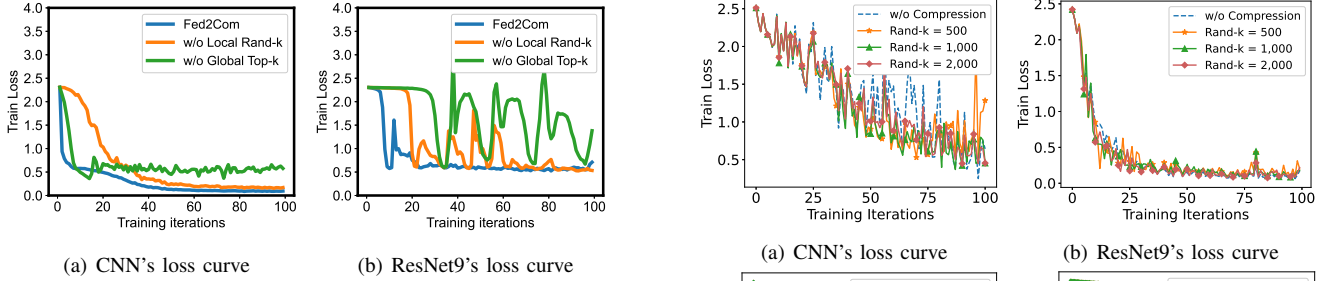 4.0
3.5
3.0
2.5
2.0
1.5
1.0
0.5
0.0
Train Loss
Fed2Com
w/o Local Rand-k
w/o Global Top-k
0 20 40 60 80 100
Training iterations
(a) CNN's loss curve
4.0
3.5
3.0
2.5
2.0
1.5
1.0
0.5
0.0
Train Loss
Fed2Com
w/o Local Rand-k
w/o Global Top-k
0 20 40 60 80 100
Training iterations
(b) ResNet9's loss curve
2.5
2.0
1.5
1.0
0.5
Train Loss
w/o Compression
Rand-k = 500
Rand-k = 1,000
Rand-k = 2,000
0 25 50 75 100
Training Iterations
(a) CNN's loss curve
2.5
2.0
1.5
1.0
0.5
0.0
Train Loss
w/o Compression
Rand-k = 500
Rand-k = 1,000
Rand-k = 2,000
0 25 50 75 100
Training Iterations
(b) ResNet9's loss curve